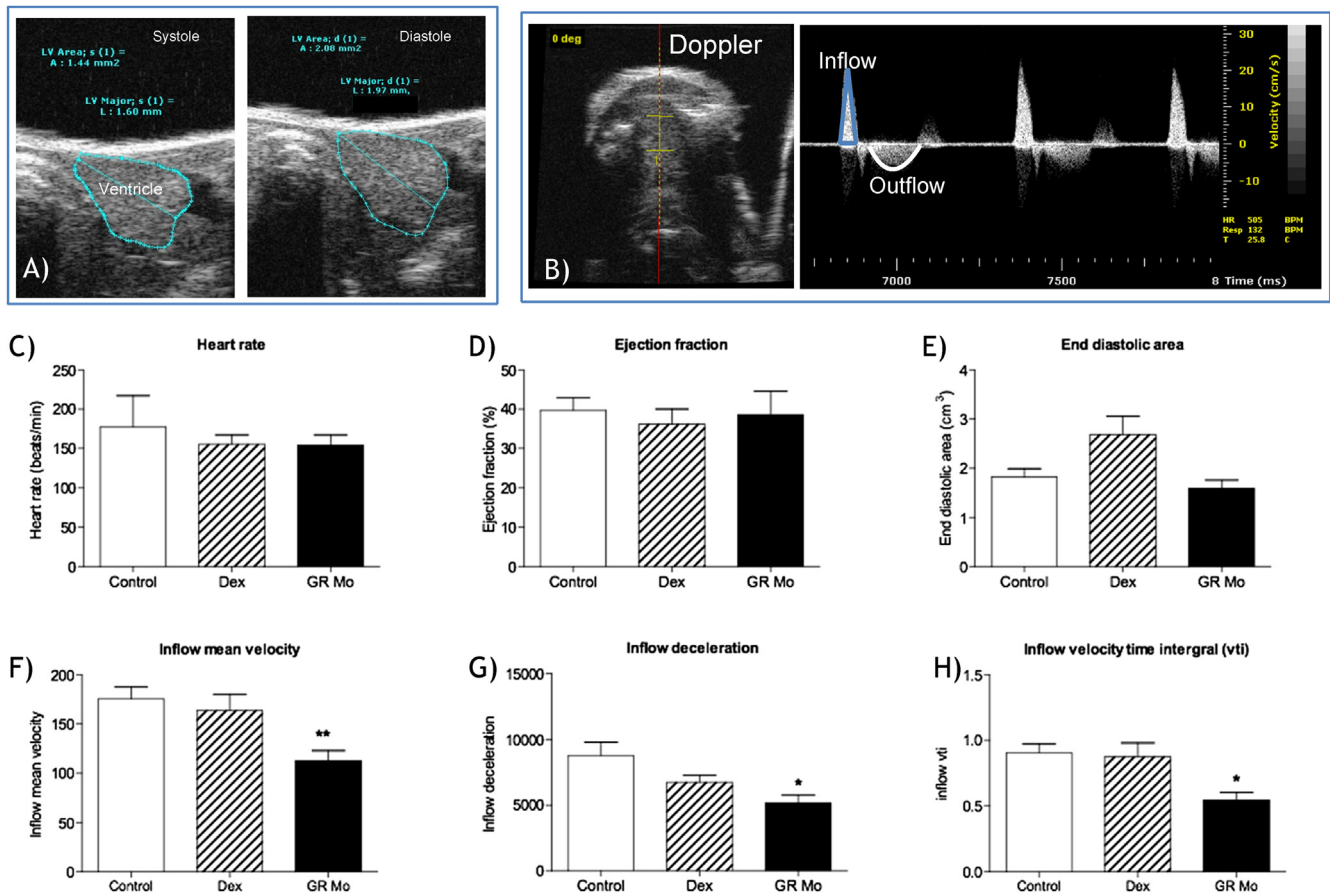 Systole
LV Area; s (1) =
A : 1.44 mm2
LV Major; s (1) =
L : 1.60 mm
Ventricle
A)
Diastole
LV Area; d (1) =
A : 2.08 mm2
LV Major; d (1) =
L : 1.97 mm,
0 deg
Doppler
B)
Inflow
Outflow
30
20
10
0
-10
Velocity (cm/s)
HR 505 BPM
Resp 132 BPM
T 25.8 C
7000 7500 8 Time (ms)
C) Heart rate
Heart rate (beats/min)
250
200
150
100
50
0
Control Dex GR Mo
D) Ejection fraction
Ejection fraction (%)
50
40
30
20
10
0
Control Dex GR Mo
E) End diastolic area
End diastolic area (cm3)
4
3
2
1
0
Control Dex GR Mo
F) Inflow mean velocity
Inflow mean velocity
200
150
100
50
0
**
Control Dex GR Mo
G) Inflow deceleration
Inflow deceleration
15000
10000
5000
0
*
Control Dex GR Mo
H) Inflow velocity time intergral (vti)
inflow vti
1.5
1.0
0.5
0.0
*
Control Dex GR Mo